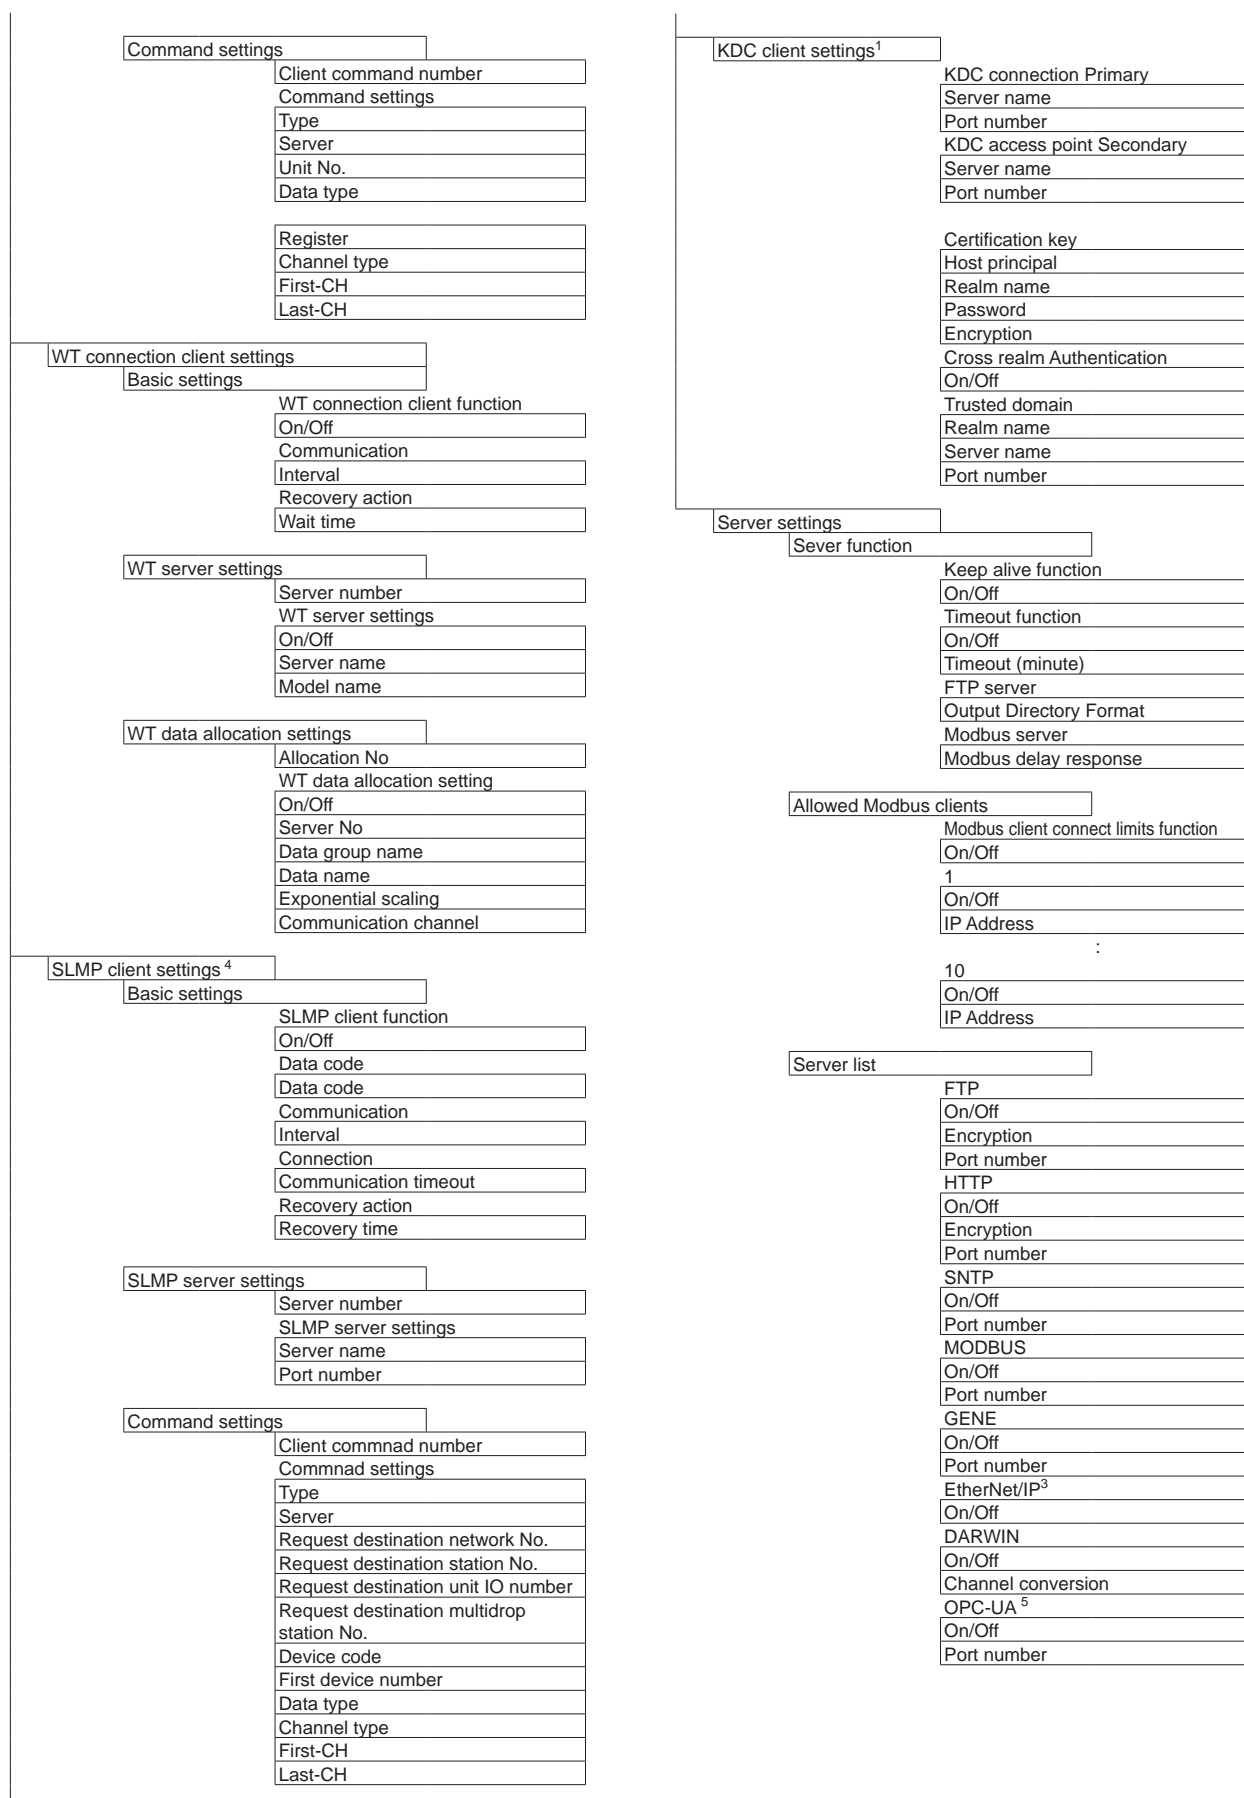 Command settings
Client command number
Command settings
Type
Server
Unit No.
Data type
Register
Channel type
First-CH
Last-CH
WT connection client settings
Basic settings
WT connection client function
On/Off
Communication
Interval
Recovery action
Wait time
WT server settings
Server number
WT server settings
On/Off
Server name
Model name
WT data allocation settings
Allocation No
WT data allocation setting
On/Off
Server No
Data group name
Data name
Exponential scaling
Communication channel
SLMP client settings 4
Basic settings
SLMP client function
On/Off
Data code
Data code
Communication
Interval
Connection
Communication timeout
Recovery action
Recovery time
SLMP server settings
Server number
SLMP server settings
Server name
Port number
Command settings
Client commnad number
Commnad settings
Type
Server
Request destination network No.
Request destination station No.
Request destination unit IO number
Request destination multidrop
station No.
Device code
First device number
Data type
Channel type
First-CH
Last-CH
KDC client settings1
KDC connection Primary
Server name
Port number
KDC access point Secondary
Server name
Port number
Certification key
Host principal
Realm name
Password
Encryption
Cross realm Authentication
On/Off
Trusted domain
Realm name
Server name
Port number
Server settings
Sever function
Keep alive function
On/Off
Timeout function
On/Off
Timeout (minute)
FTP server
Output Directory Format
Modbus server
Modbus delay response
Allowed Modbus clients
Modbus client connect limits function
On/Off
1
On/Off
IP Address
:
10
On/Off
IP Address
Server list
FTP
On/Off
Encryption
Port number
HTTP
On/Off
Encryption
Port number
SNTP
On/Off
Port number
MODBUS
On/Off
Port number
GENE
On/Off
Port number
EtherNet/IP3
On/Off
DARWIN
On/Off
Channel conversion
OPC-UA 5
On/Off
Port number